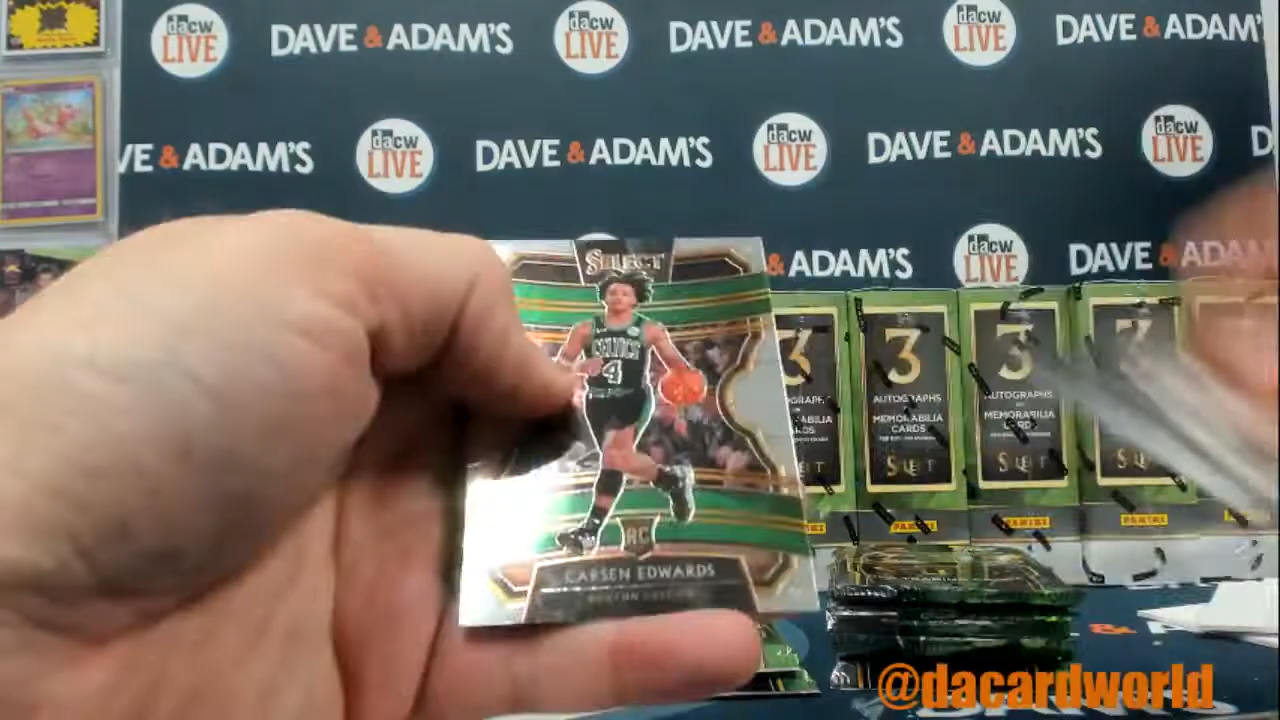 dacw LIVE DAVE & ADAM'S dacw LIVE DAVE & ADAM'S dacw LIVE DAVE & ADAM'
VE & ADAM'S dacw LIVE DAVE & ADAM'S dacw LIVE DAVE & ADAM'S dacw LIVE D
& ADAM'S dacw LIVE DAVE & ADAM'S
SELECT
CELTICS
4
RC
CARSEN EDWARDS
3
3
AUTOGRAPHS
MEMORABILIA
CARDS
SELECT
PANINI
3
AUTOGRAPHS
MEMORABILIA
CARDS
SELECT
PANINI
PANINI
&
@dacardworld